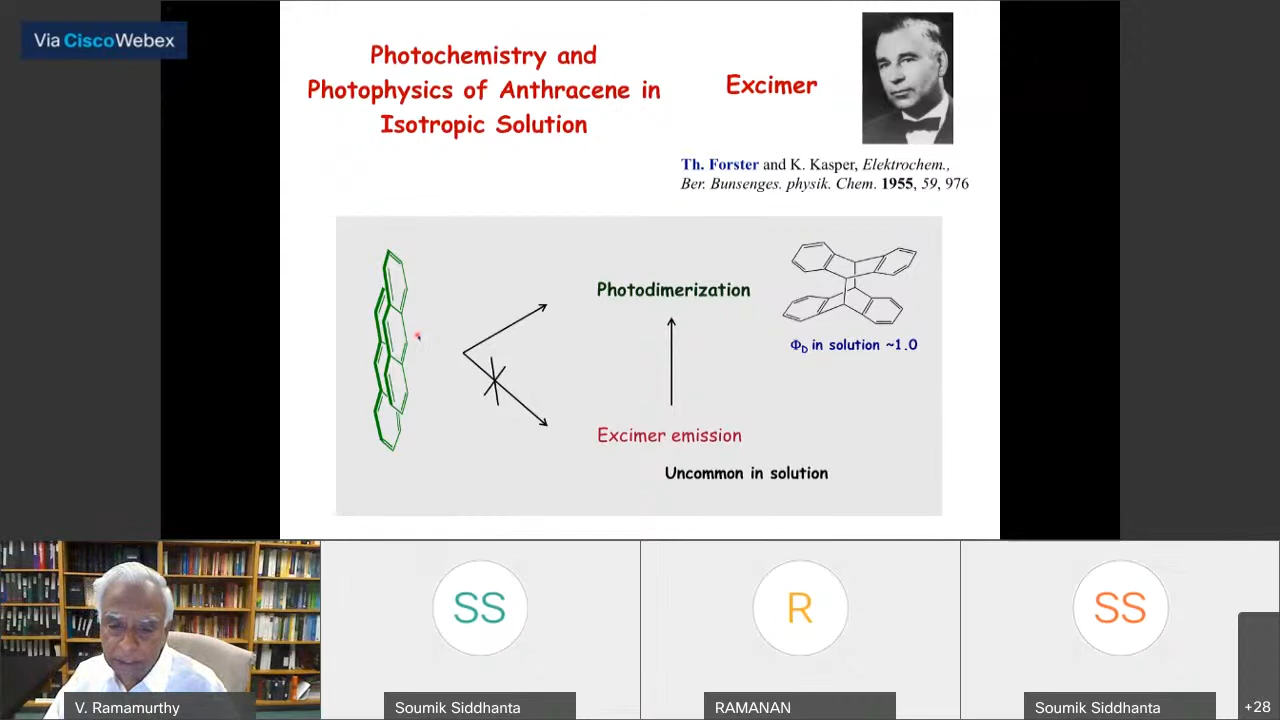 Via Cisco Webex
Photochemistry and
Photophysics of Anthracene in
Isotropic Solution
Excimer
Th. Forster and K. Kasper, Elektrochem.,
Ber. Bunsenges. physik. Chem. 1955, 59, 976
Photodimerization
ΦD in solution ~1.0
Excimer emission
Uncommon in solution
SS
R
SS
V. Ramamurthy
Soumik Siddhanta
RAMANAN
Soumik Siddhanta
+28